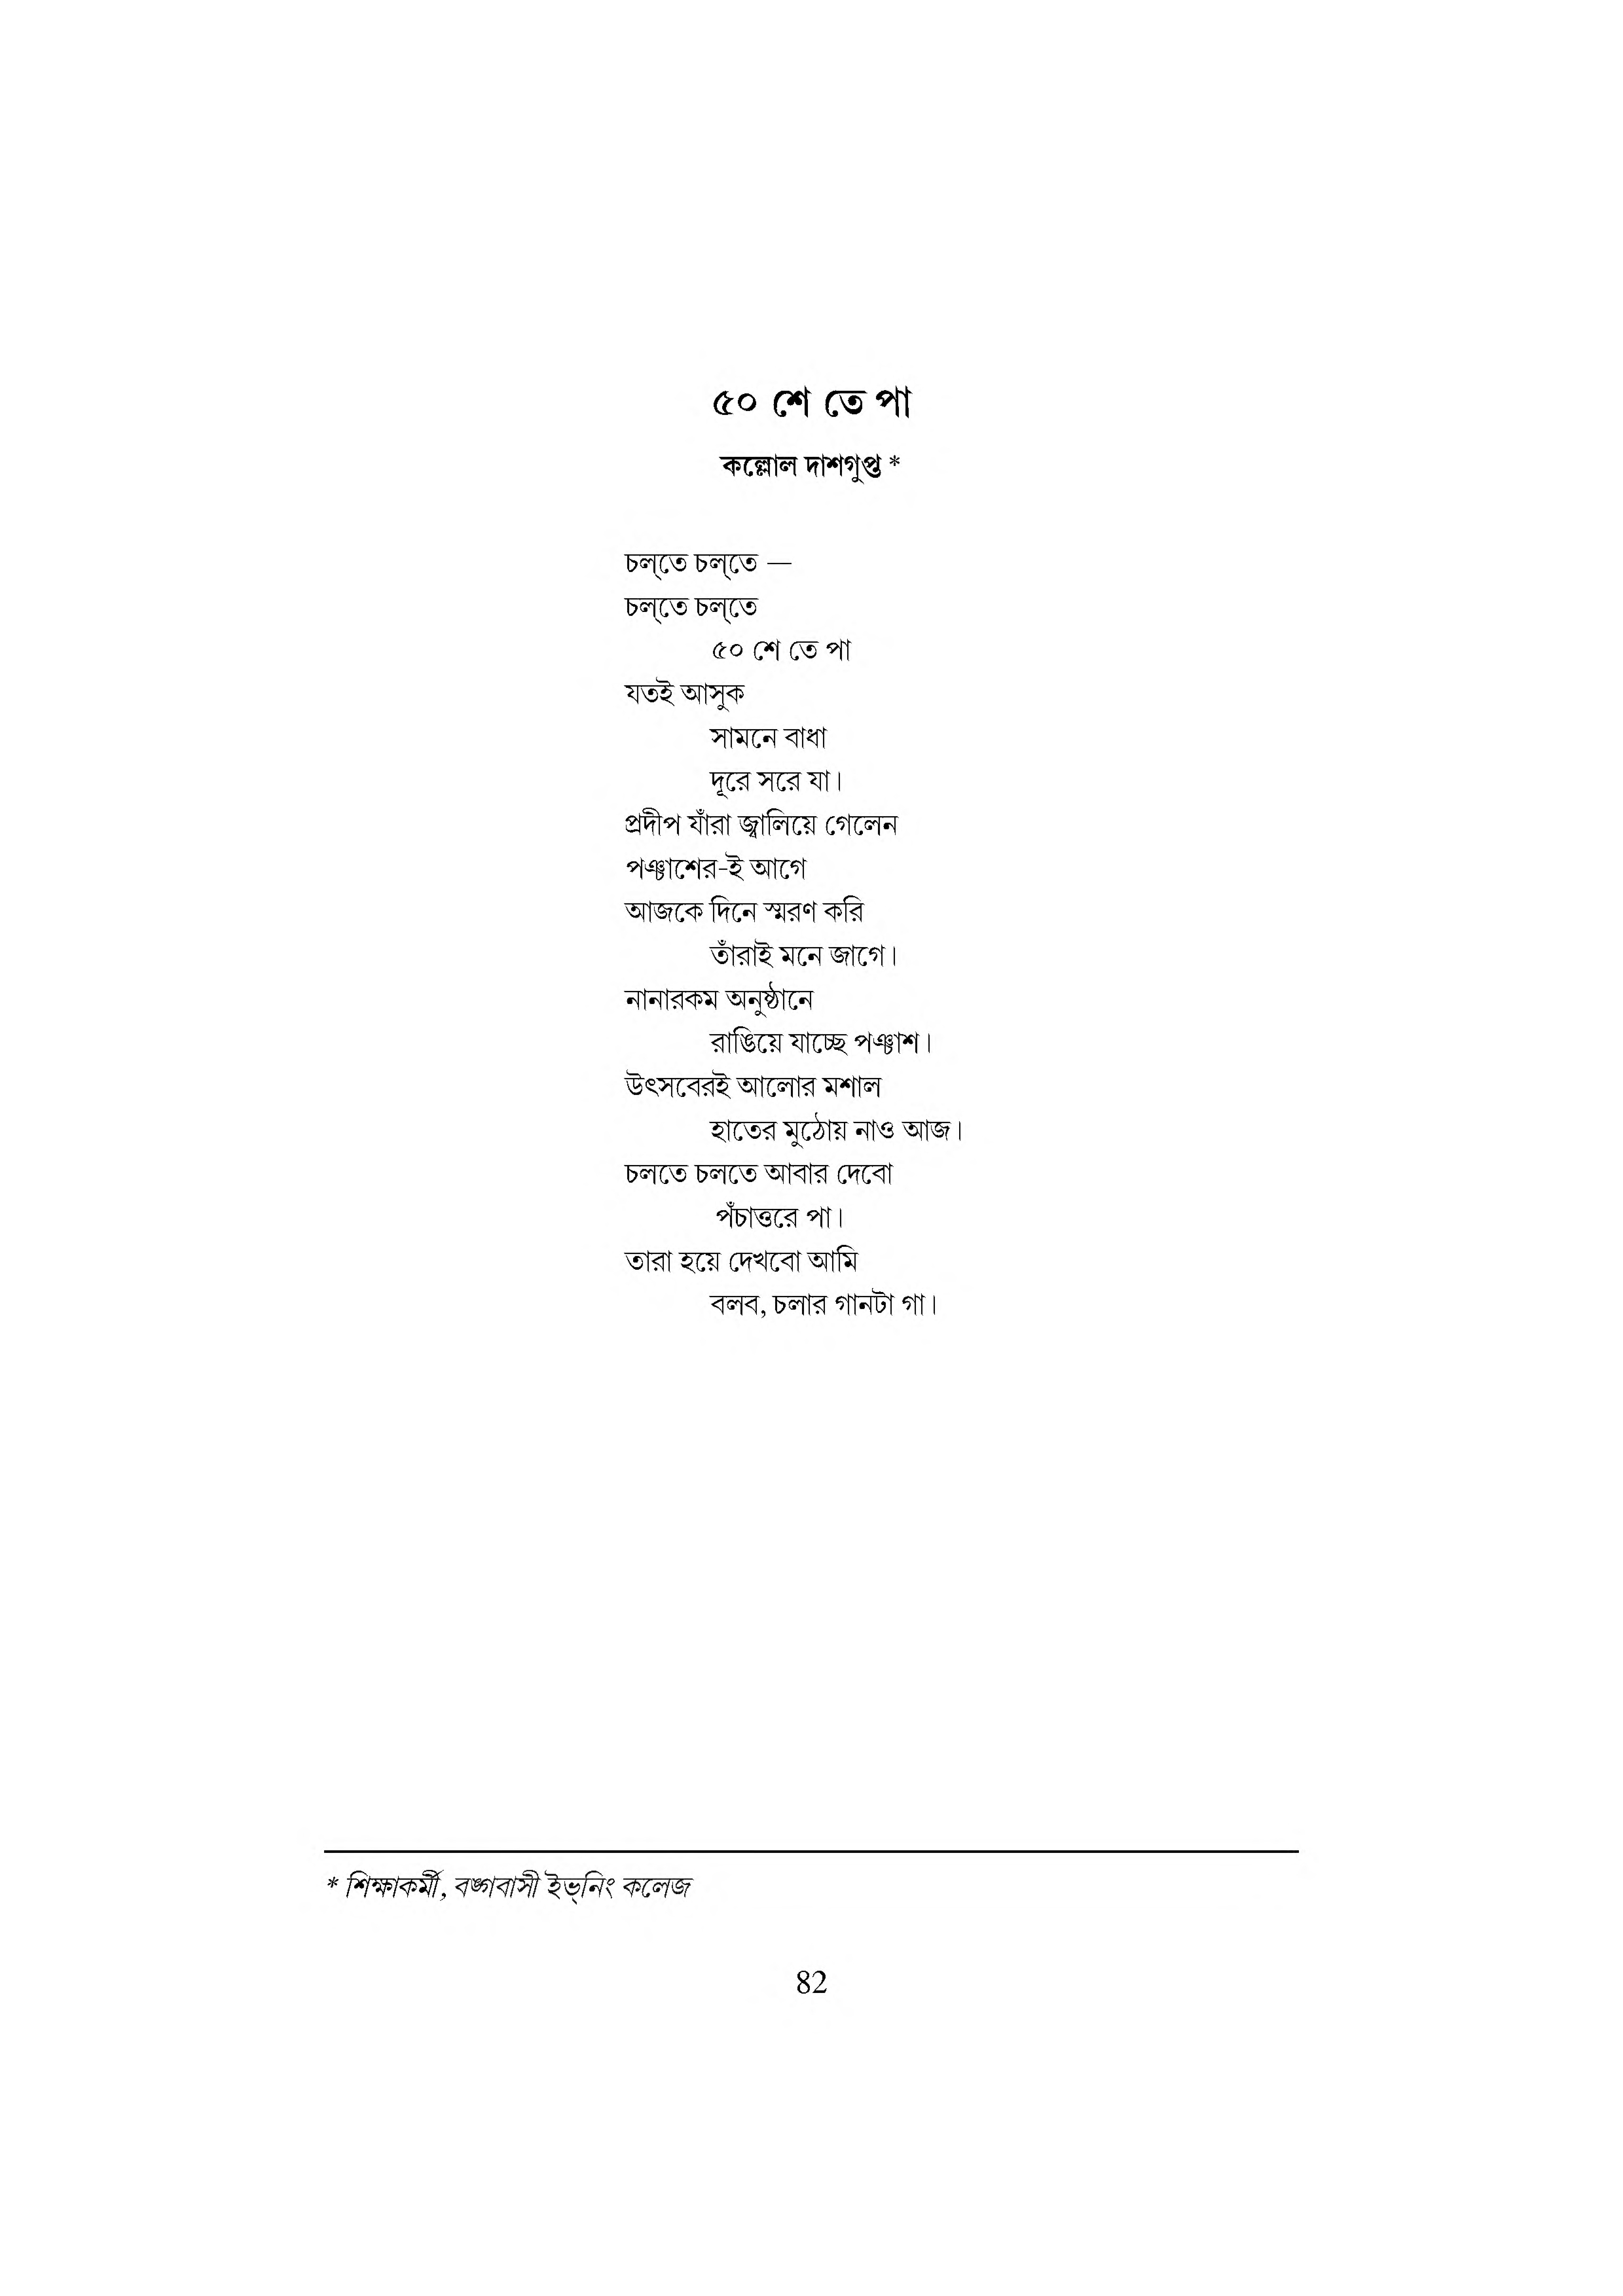 ৫০ শে তে পা
কল্লোল দাশগুপ্ত *
চল্‌তে চল্‌তে —
চল্‌তে চল্‌তে
৫০ শে তে পা
যতই আসুক
সামনে বাধা
দূরে সরে যা।
প্রদীপ যাঁরা জ্বালিয়ে গেলেন
পঞ্চাশের-ই আগে
আজকে দিনে স্মরণ করি
তাঁরাই মনে জাগে।
নানারকম অনুষ্ঠানে
রাঙিয়ে যাচ্ছে পঞ্চাশ।
উৎসবেরই আলোর মশাল
হাতের মুঠোয় নাও আজ।
চলতে চলতে আবার দেবো
পঁচাত্তরে পা।
তারা হয়ে দেখবো আমি
বলব, চলার গানটা গা।
* শিক্ষাকর্মী, বঙ্গবাসী ইভ্‌নিং কলেজ
82